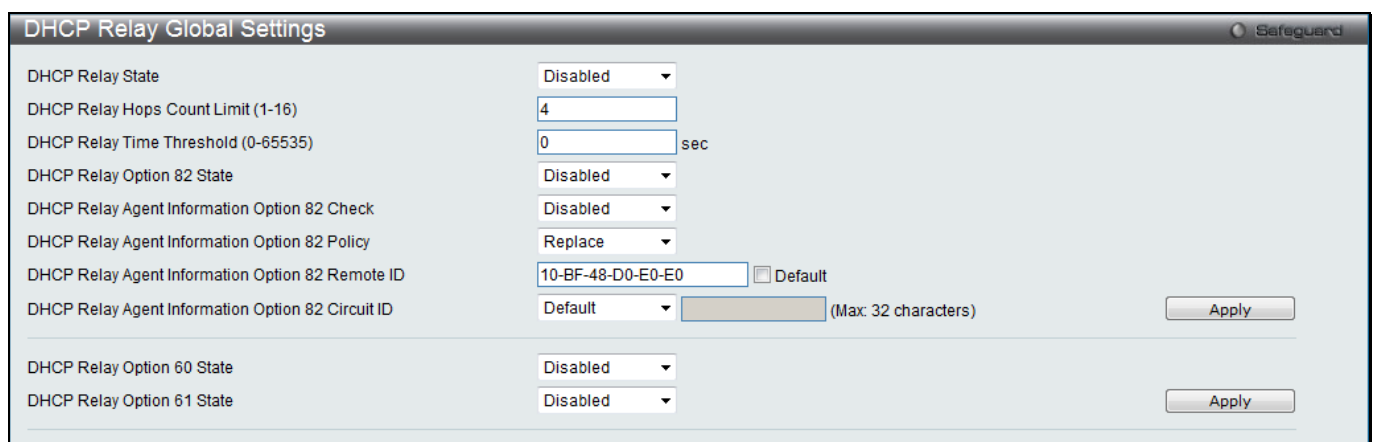 DHCP Relay Global Settings Safeguard
DHCP Relay State Disabled
DHCP Relay Hops Count Limit (1-16) 4
DHCP Relay Time Threshold (0-65535) 0 sec
DHCP Relay Option 82 State Disabled
DHCP Relay Agent Information Option 82 Check Disabled
DHCP Relay Agent Information Option 82 Policy Replace
DHCP Relay Agent Information Option 82 Remote ID 10-BF-48-D0-E0-E0 Default
DHCP Relay Agent Information Option 82 Circuit ID Default (Max: 32 characters) Apply
DHCP Relay Option 60 State Disabled
DHCP Relay Option 61 State Disabled Apply